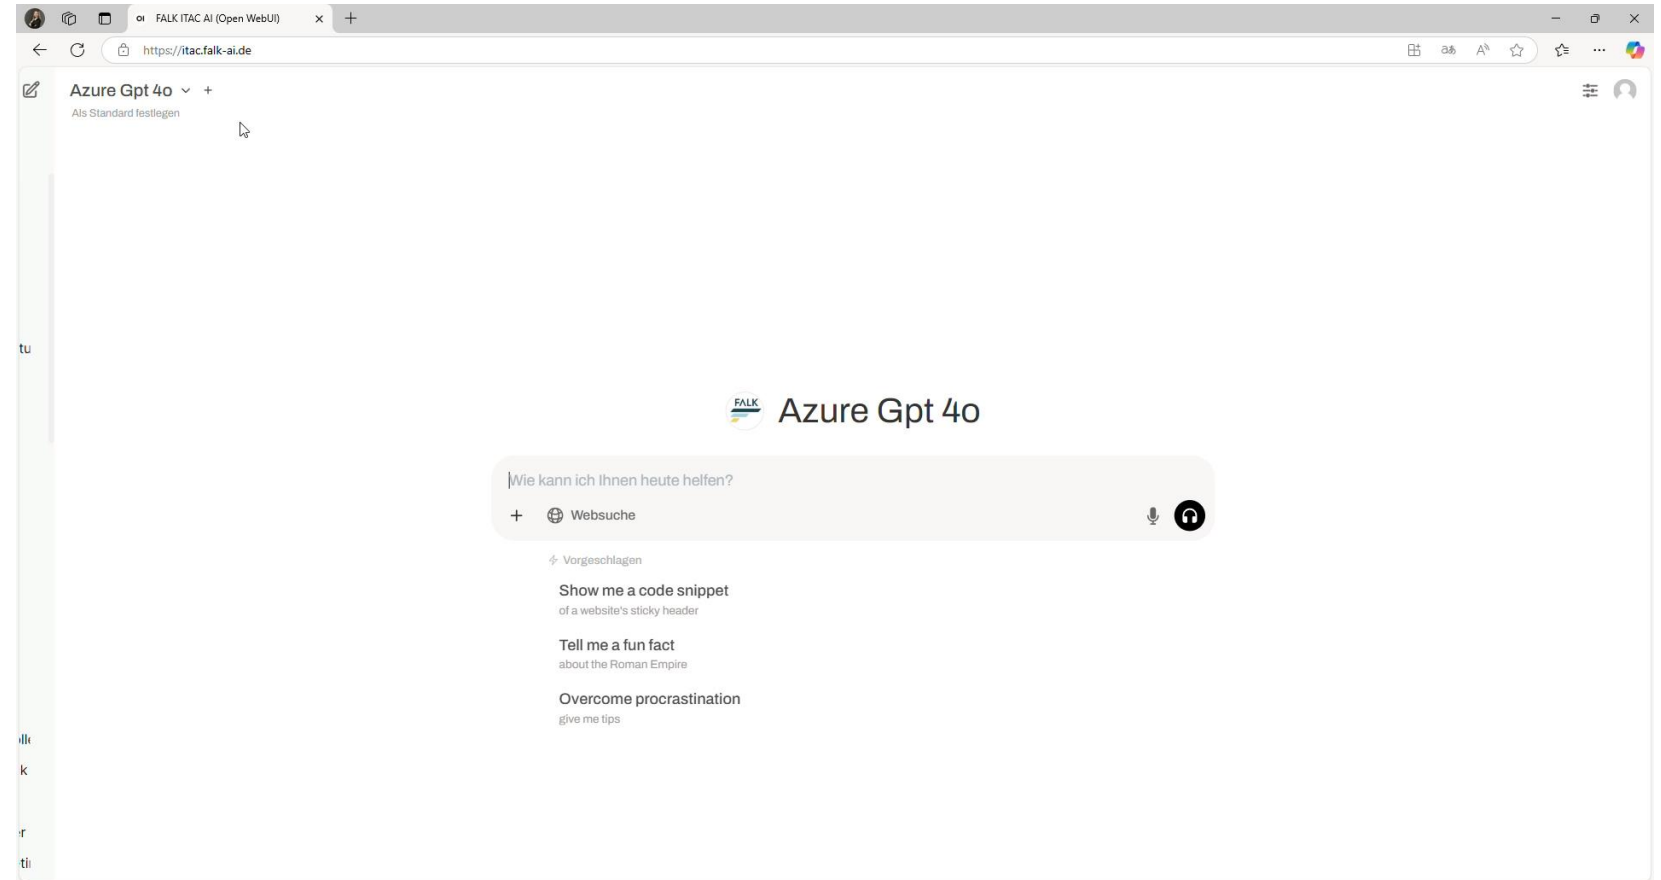 FALK ITAC AI (Open WebUI)
https://itac.falk-ai.de
Azure Gpt 4o
Als Standard festlegen
tu
FALK
Azure Gpt 4o
Wie kann ich Ihnen heute helfen?
Websuche
Vorgeschlagen
Show me a code snippet
of a website's sticky header
Tell me a fun fact
about the Roman Empire
Overcome procrastination
give me tips
k
r